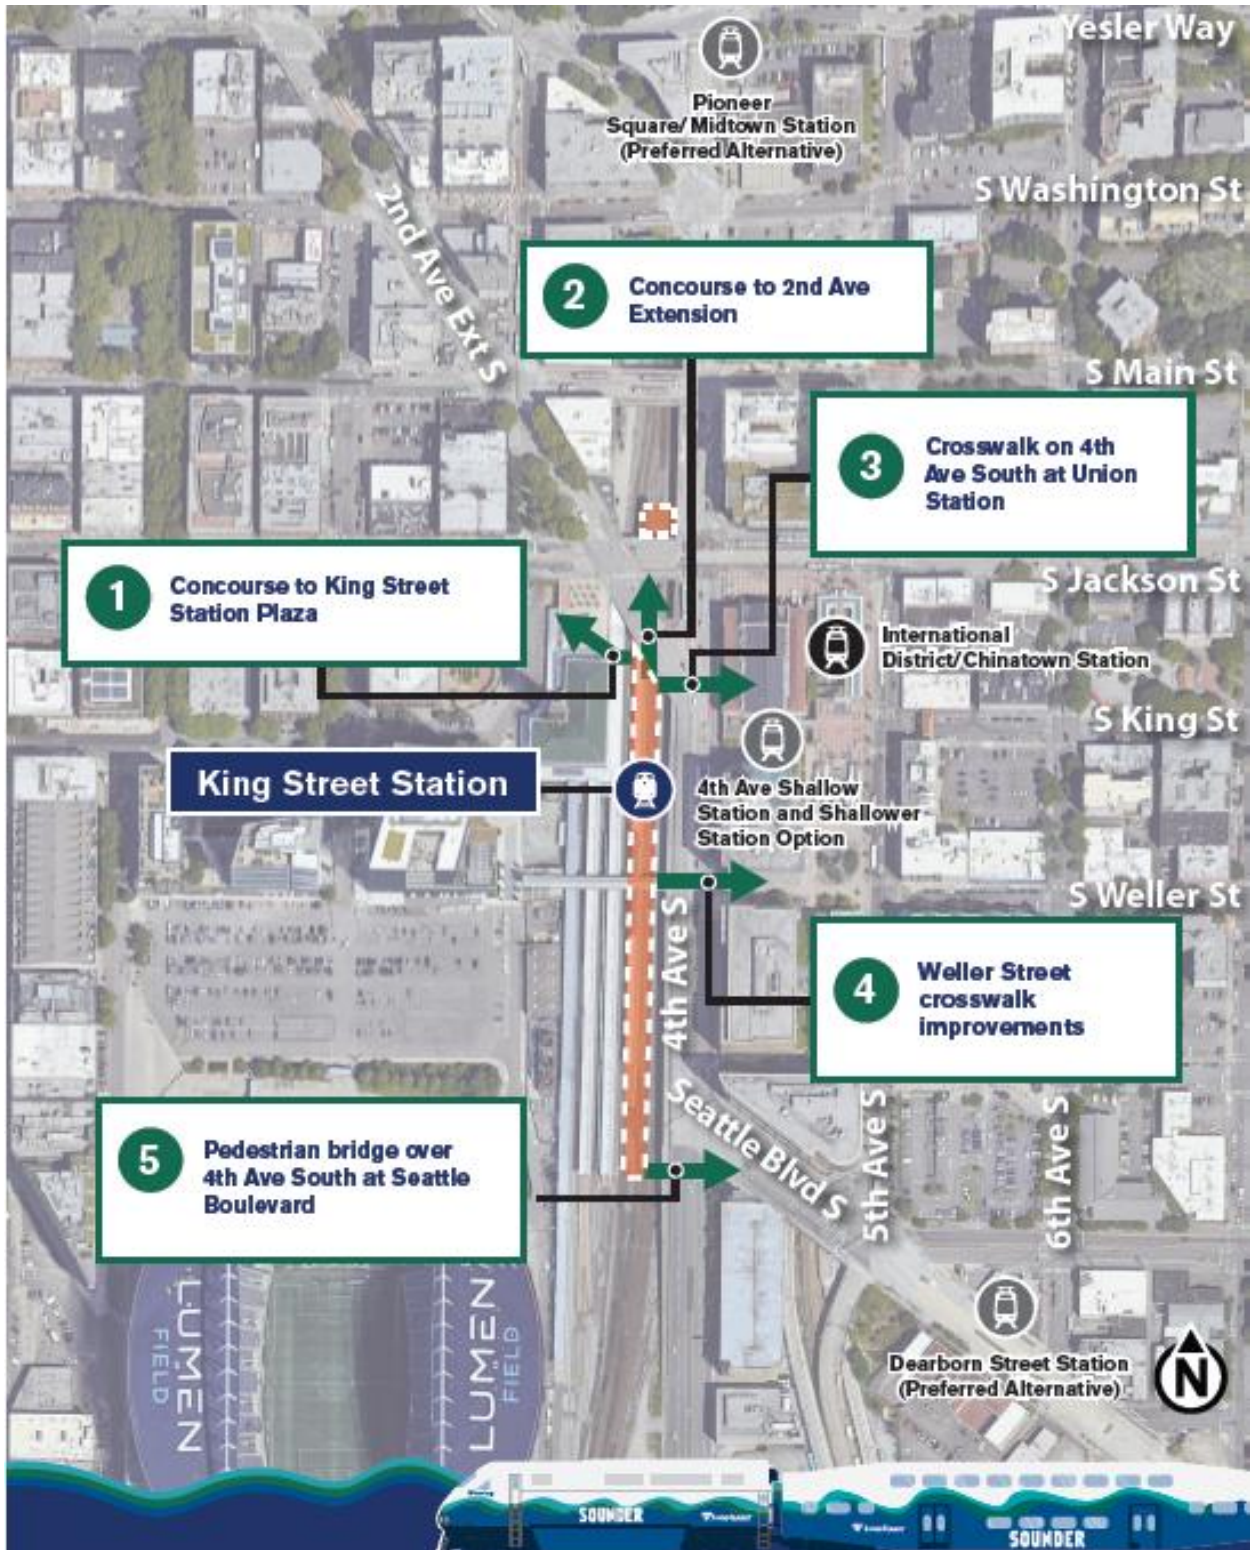 Yesler Way
Pioneer
Square/ Midtown Station
(Preferred Alternative)
S Washington St
2nd Ave Ext S
2
Concourse to 2nd Ave
Extension
S Main St
3
Crosswalk on 4th
Ave South at Union
Station
1
Concourse to King Street
Station Plaza
S Jackson St
International
District/Chinatown Station
S King St
King Street Station
4th Ave Shallow
Station and Shallower
Station Option
S Weller St
4th Ave S
4
Weller Street
crosswalk
improvements
5
Pedestrian bridge over
4th Ave South at Seattle
Boulevard
Seattle Blvd S
5th Ave S
6th Ave S
LUMEN
FIELD
LUMEN
FIELD
Dearborn Street Station
(Preferred Alternative)
N
SOUNDER
SOUNDER